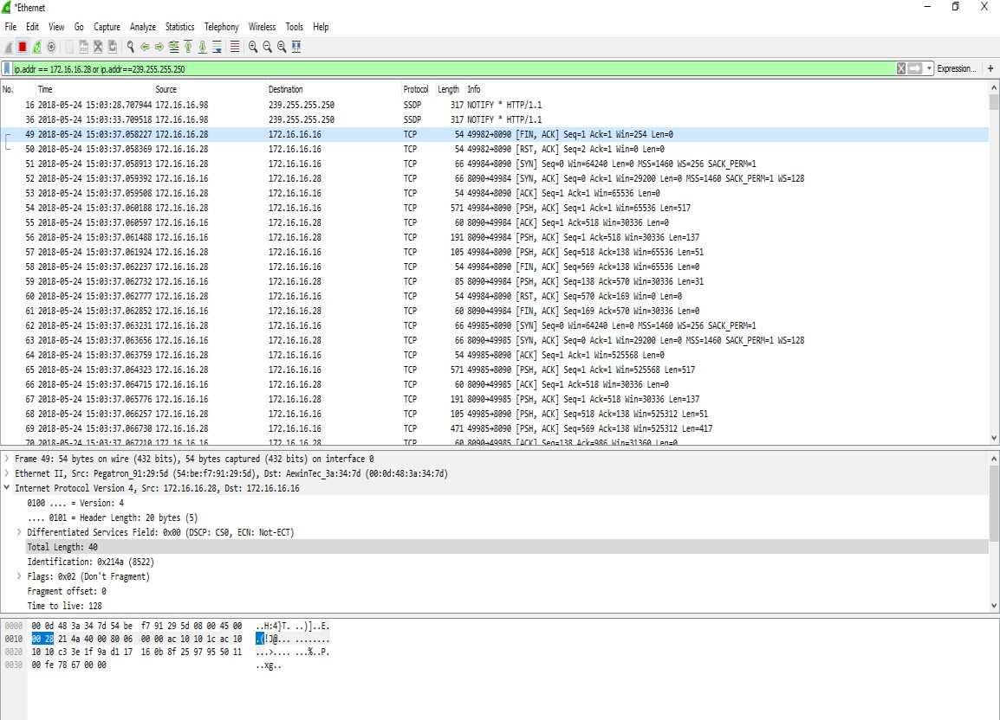 *Ethernet
File Edit View Go Capture Analyze Statistics Telephony Wireless Tools Help
ip.addr == 172.16.16.28 or ip.addr==239.255.255.250 Expression... +
No. Time Source Destination Protocol Length Info
16 2018-05-24 15:03:28.707944 172.16.16.98 239.255.255.250 SSDP 317 NOTIFY * HTTP/1.1
36 2018-05-24 15:03:33.709518 172.16.16.98 239.255.255.250 SSDP 317 NOTIFY * HTTP/1.1
49 2018-05-24 15:03:37.058227 172.16.16.28 172.16.16.16 TCP 54 49982→8090 [FIN, ACK] Seq=1 Ack=1 Win=254 Len=0
50 2018-05-24 15:03:37.058369 172.16.16.28 172.16.16.16 TCP 54 49982→8090 [RST, ACK] Seq=2 Ack=1 Win=0 Len=0
51 2018-05-24 15:03:37.058913 172.16.16.28 172.16.16.16 TCP 66 49984→8090 [SYN] Seq=0 Win=64240 Len=0 MSS=1460 WS=256 SACK_PERM=1
52 2018-05-24 15:03:37.059392 172.16.16.16 172.16.16.28 TCP 66 8090→49984 [SYN, ACK] Seq=0 Ack=1 Win=29200 Len=0 MSS=1460 SACK_PERM=1 WS=128
53 2018-05-24 15:03:37.059508 172.16.16.28 172.16.16.16 TCP 54 49984→8090 [ACK] Seq=1 Ack=1 Win=65536 Len=0
54 2018-05-24 15:03:37.060188 172.16.16.28 172.16.16.16 TCP 571 49984→8090 [PSH, ACK] Seq=1 Ack=1 Win=65536 Len=517
55 2018-05-24 15:03:37.060597 172.16.16.16 172.16.16.28 TCP 60 8090→49984 [ACK] Seq=1 Ack=518 Win=30336 Len=0
56 2018-05-24 15:03:37.061488 172.16.16.16 172.16.16.28 TCP 191 8090→49984 [PSH, ACK] Seq=1 Ack=518 Win=30336 Len=137
57 2018-05-24 15:03:37.061924 172.16.16.28 172.16.16.16 TCP 105 49984→8090 [PSH, ACK] Seq=518 Ack=138 Win=65536 Len=51
58 2018-05-24 15:03:37.062237 172.16.16.28 172.16.16.16 TCP 54 49984→8090 [FIN, ACK] Seq=569 Ack=138 Win=65536 Len=0
59 2018-05-24 15:03:37.062732 172.16.16.16 172.16.16.28 TCP 85 8090→49984 [PSH, ACK] Seq=138 Ack=570 Win=30336 Len=31
60 2018-05-24 15:03:37.062777 172.16.16.28 172.16.16.16 TCP 54 49984→8090 [RST, ACK] Seq=570 Ack=169 Win=0 Len=0
61 2018-05-24 15:03:37.062852 172.16.16.16 172.16.16.28 TCP 60 8090→49984 [FIN, ACK] Seq=169 Ack=570 Win=30336 Len=0
62 2018-05-24 15:03:37.063231 172.16.16.28 172.16.16.16 TCP 66 49985→8090 [SYN] Seq=0 Win=64240 Len=0 MSS=1460 WS=256 SACK_PERM=1
63 2018-05-24 15:03:37.063656 172.16.16.16 172.16.16.28 TCP 66 8090→49985 [SYN, ACK] Seq=0 Ack=1 Win=29200 Len=0 MSS=1460 SACK_PERM=1 WS=128
64 2018-05-24 15:03:37.063759 172.16.16.28 172.16.16.16 TCP 54 49985→8090 [ACK] Seq=1 Ack=1 Win=525568 Len=0
65 2018-05-24 15:03:37.064323 172.16.16.28 172.16.16.16 TCP 571 49985→8090 [PSH, ACK] Seq=1 Ack=1 Win=525568 Len=517
66 2018-05-24 15:03:37.064715 172.16.16.16 172.16.16.28 TCP 60 8090→49985 [ACK] Seq=1 Ack=518 Win=30336 Len=0
67 2018-05-24 15:03:37.065776 172.16.16.16 172.16.16.28 TCP 191 8090→49985 [PSH, ACK] Seq=1 Ack=518 Win=30336 Len=137
68 2018-05-24 15:03:37.066257 172.16.16.28 172.16.16.16 TCP 105 49985→8090 [PSH, ACK] Seq=518 Ack=138 Win=525312 Len=51
69 2018-05-24 15:03:37.066730 172.16.16.28 172.16.16.16 TCP 471 49985→8090 [PSH, ACK] Seq=569 Ack=138 Win=525312 Len=417
70 2018-05-24 15:03:37.067210 172.16.16.16 172.16.16.28 TCP 60 8090→49985 [ACK] Seq=138 Ack=986 Win=31360 Len=0
Frame 49: 54 bytes on wire (432 bits), 54 bytes captured (432 bits) on interface 0
Ethernet II, Src: Pegatron_91:29:5d (54:be:f7:91:29:5d), Dst: AewinTec_3a:34:7d (00:0d:48:3a:34:7d)
Internet Protocol Version 4, Src: 172.16.16.28, Dst: 172.16.16.16
0100 .... = Version: 4
.... 0101 = Header Length: 20 bytes (5)
Differentiated Services Field: 0x00 (DSCP: CS0, ECN: Not-ECT)
Total Length: 40
Identification: 0x214a (8522)
Flags: 0x02 (Don't Fragment)
Fragment offset: 0
Time to live: 128
0000 00 0d 48 3a 34 7d 54 be f7 91 29 5d 08 00 45 00 ..H:4}T. ..)]..E.
0010 00 28 21 4a 40 00 80 06 00 00 ac 10 10 1c ac 10 .(!J@... ........
0020 10 10 c3 3e 1f 9a d1 17 16 0b 8f 25 97 95 50 11 ...>.... ...%..P.
0030 00 fe 78 67 00 00 ..xg..